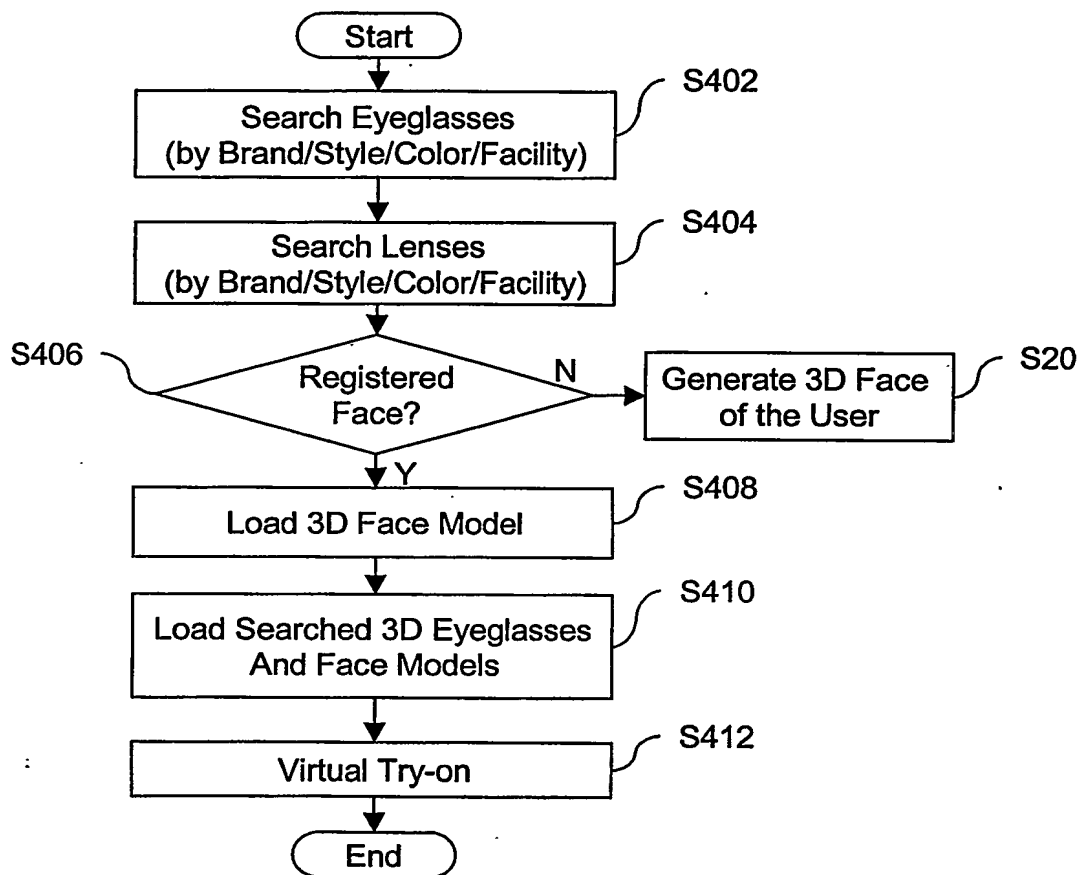 Start
S402
Search Eyeglasses
(by Brand/Style/Color/Facility)
S404
Search Lenses
(by Brand/Style/Color/Facility)
S406
Registered
Face?
N
S20
Generate 3D Face
of the User
Y
S408
Load 3D Face Model
S410
Load Searched 3D Eyeglasses
And Face Models
S412
Virtual Try-on
End